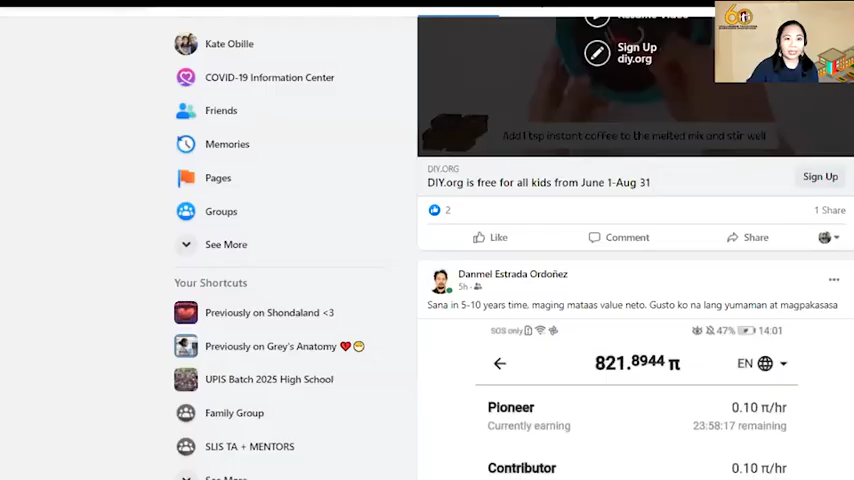 Kate Obille
COVID-19 Information Center
Friends
Memories
Pages
Groups
See More
Your Shortcuts
Previously on Shondaland <3
Previously on Grey's Anatomy ❤️😁
UPIS Batch 2025 High School
Family Group
SLIS TA + MENTORS
See More
Resume Video
Sign Up
diy.org
Add 1 tsp instant coffee to the melted mix and stir well
DIY.ORG
DIY.org is free for all kids from June 1-Aug 31
Sign Up
2
1 Share
Like
Comment
Share
Danmel Estrada Ordoñez
5h
Sana in 5-10 years time, maging mataas value neto. Gusto ko na lang yumaman at magpakasasa
SOS only
47%
14:01
821.8944 π
EN
Pioneer
0.10 π/hr
Currently earning
23:58:17 remaining
Contributor
0.10 π/hr
60